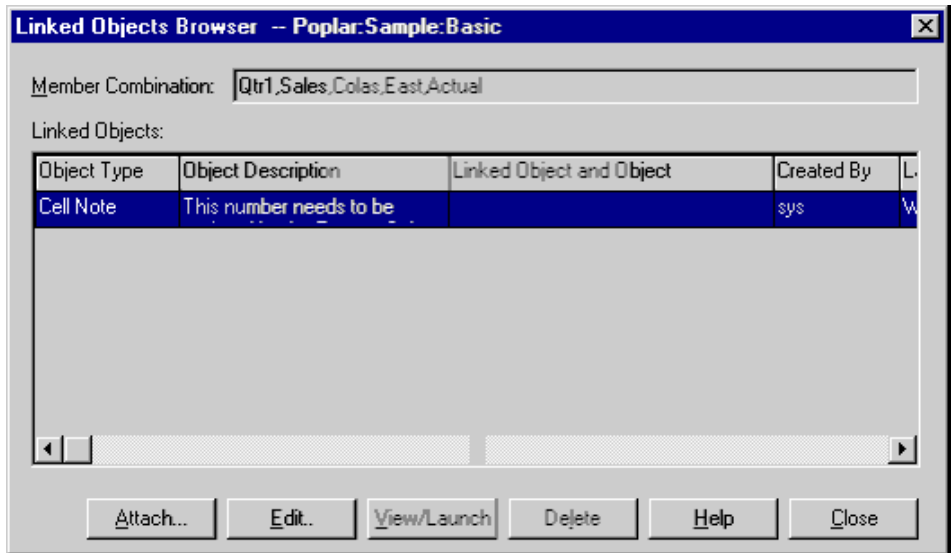 Linked Objects Browser -- Poplar:Sample:Basic
Member Combination: Qtr1,Sales,Colas,East,Actual
Linked Objects:
Object Type Object Description Linked Object and Object Created By
Cell Note This number needs to be sys
Attach... Edit.. View/Launch Delete Help Close